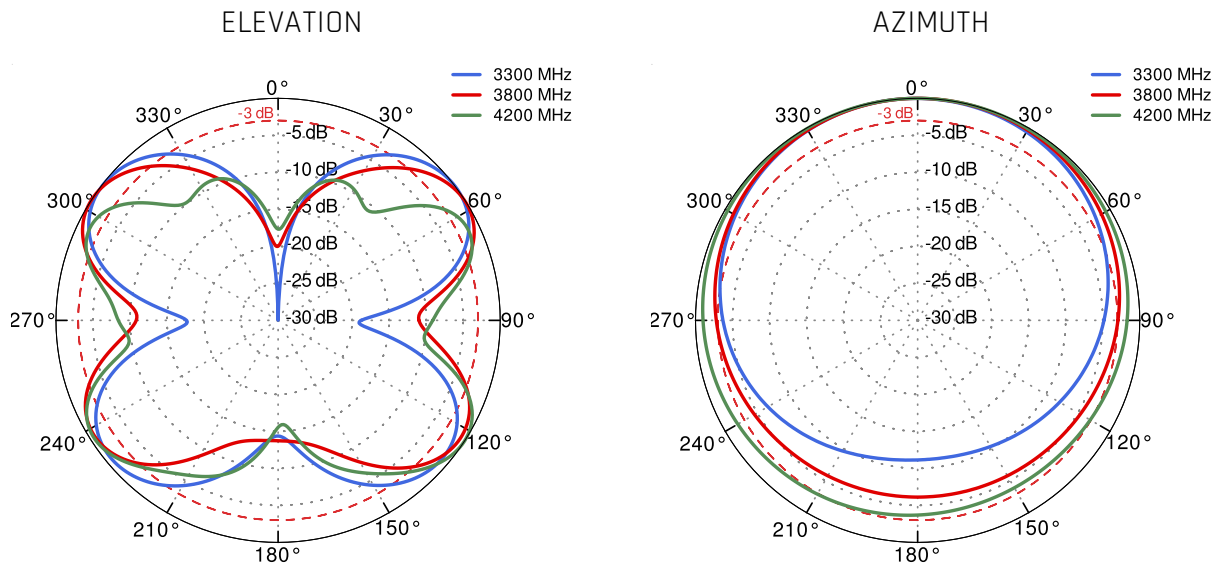 ELEVATION
3300 MHz
3800 MHz
4200 MHz
0°
330°
30°
-3 dB
-5 dB
-10 dB
300°
60°
-15 dB
-20 dB
-25 dB
270°
-30 dB
90°
240°
120°
210°
150°
180°
AZIMUTH
3300 MHz
3800 MHz
4200 MHz
0°
330°
30°
-3 dB
-5 dB
-10 dB
300°
60°
-15 dB
-20 dB
-25 dB
270°
-30 dB
90°
240°
120°
210°
150°
180°